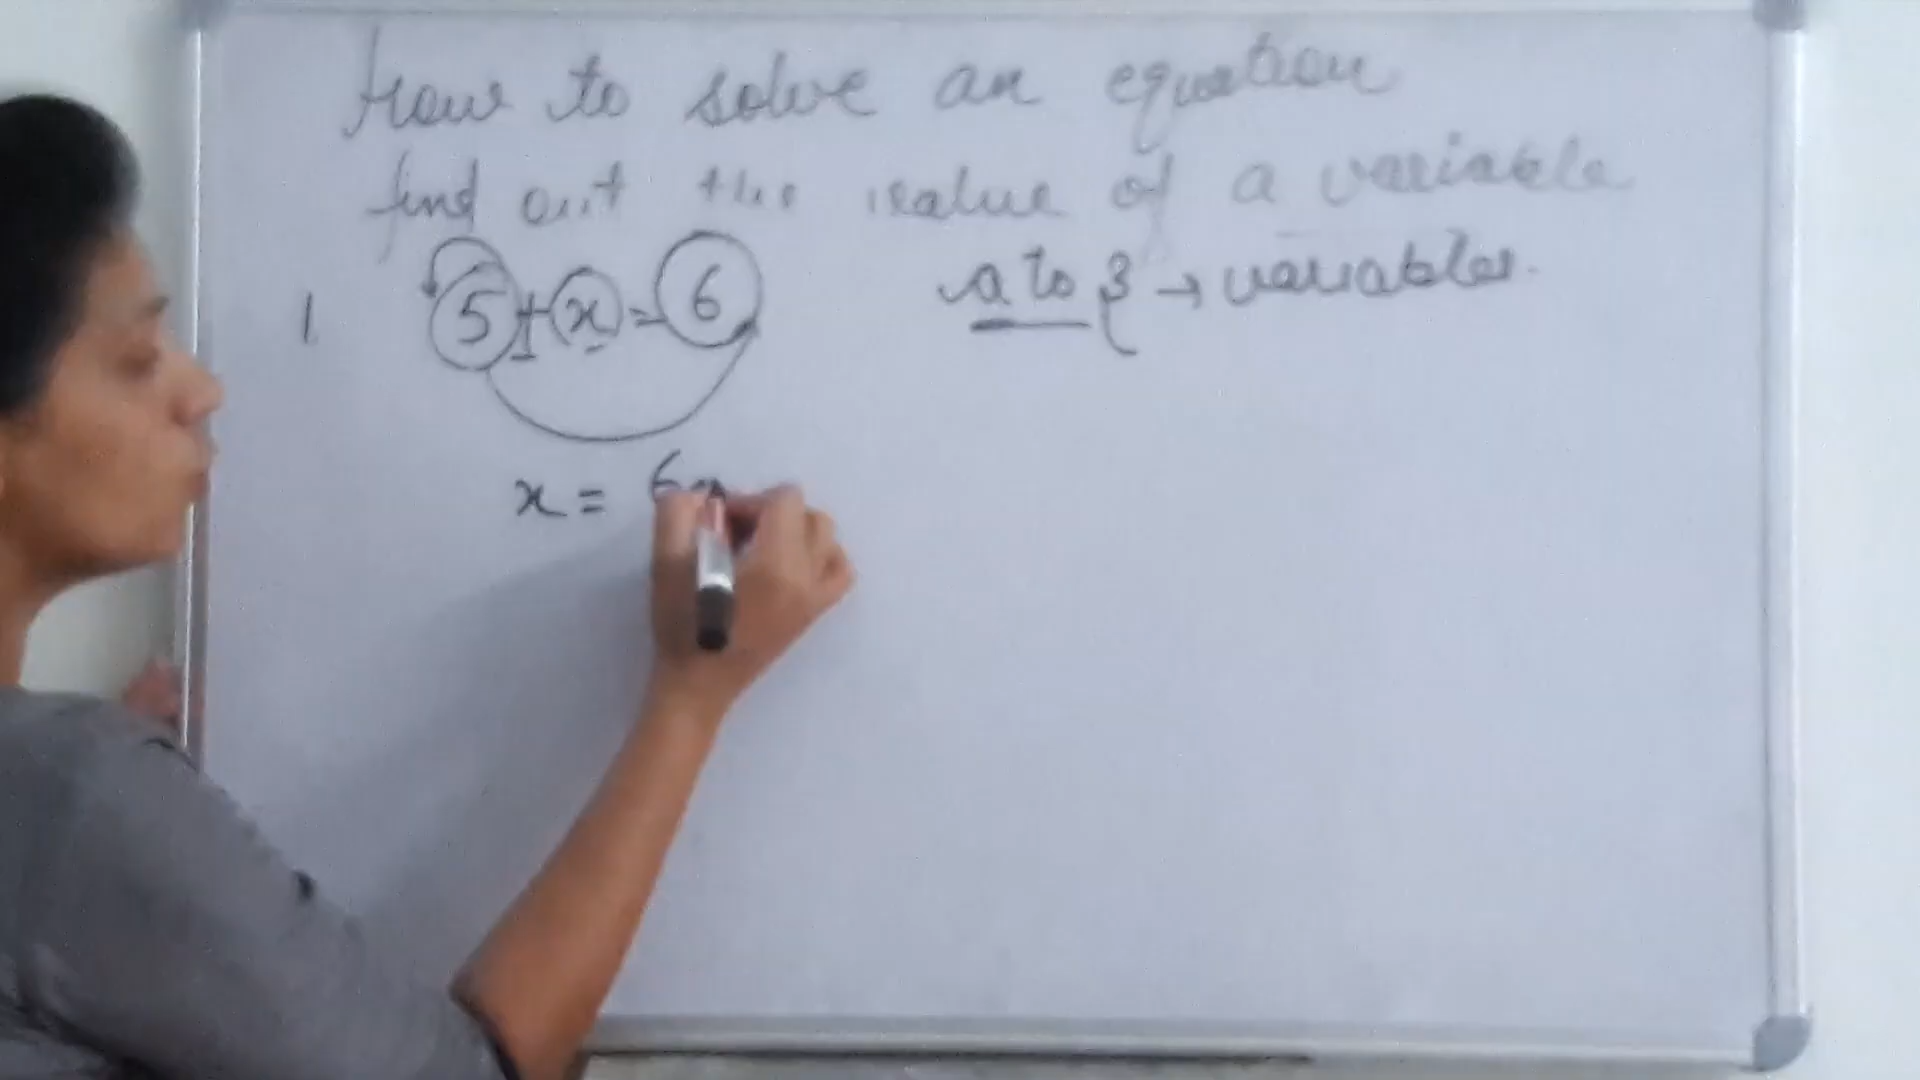 How to solve an equation
find out the value of a variable
1. 5+x=6
a to z → variables.
x = 6-